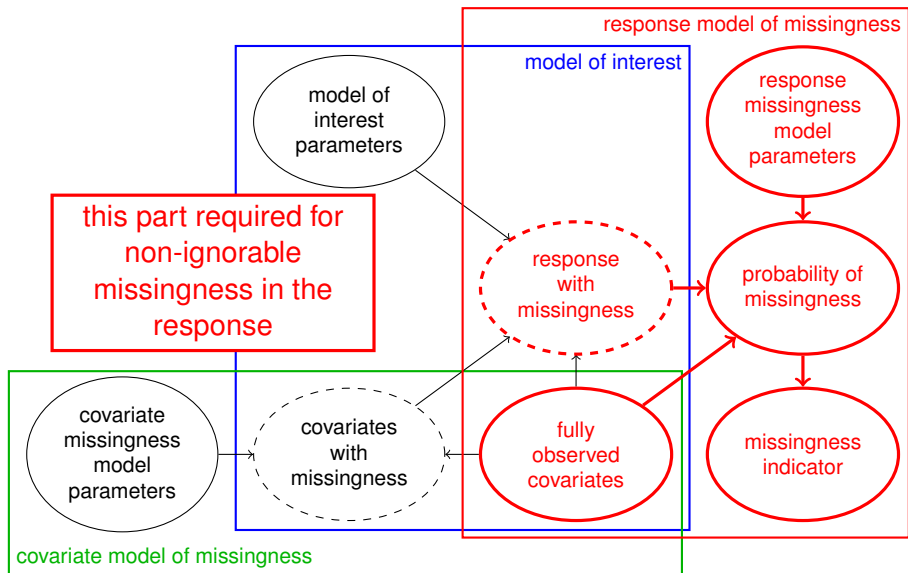 response model of missingness
model of interest
model of
interest
parameters
response
missingness
model
parameters
this part required for
non-ignorable
missingness in the
response
response
with
missingness
probability of
missingness
covariate
missingness
model
parameters
covariates
with
missingness
fully
observed
covariates
missingness
indicator
covariate model of missingness